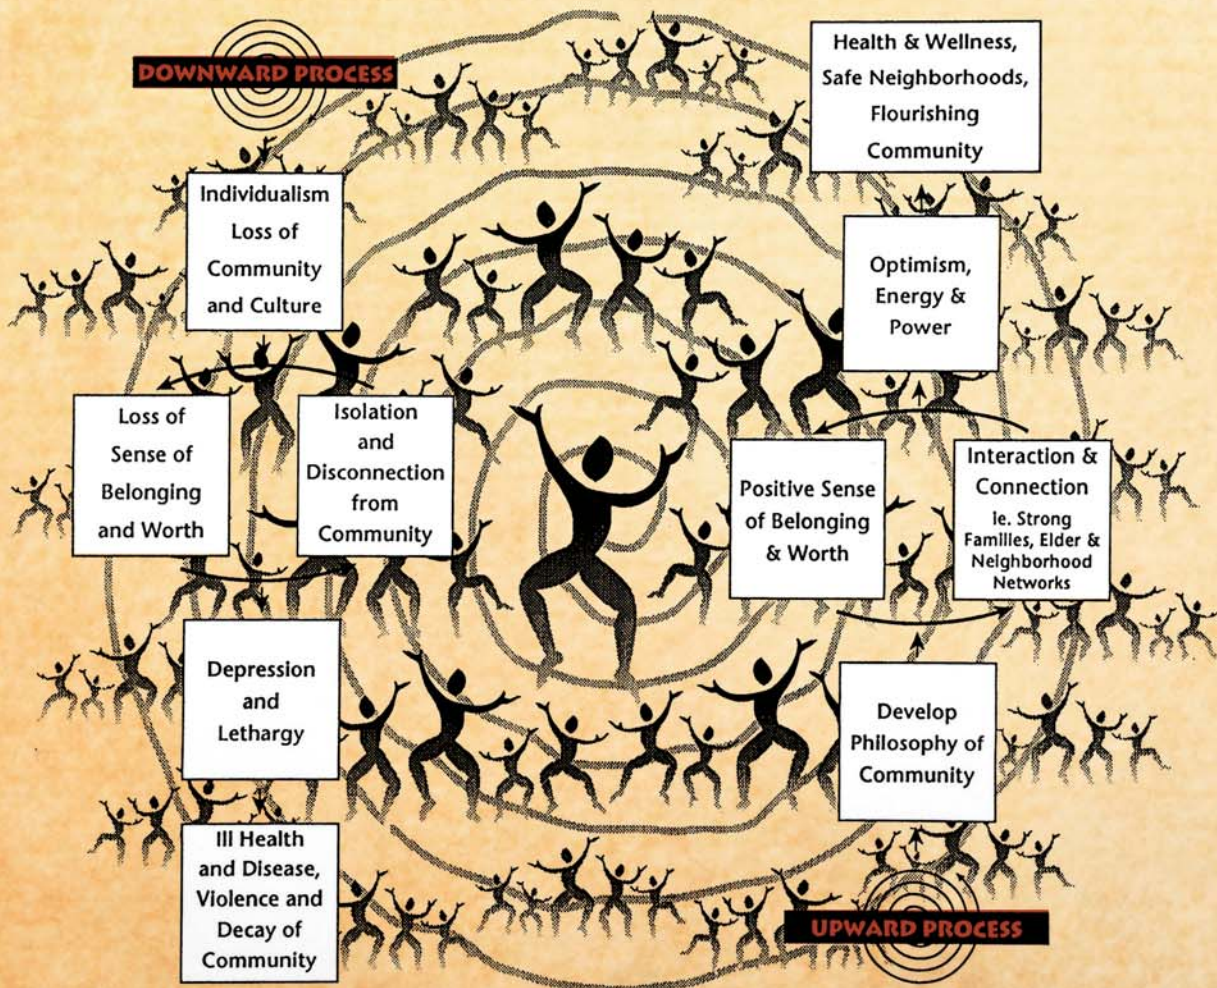 DOWNWARD PROCESS
Individualism
Loss of
Community
and Culture
Loss of
Sense of
Belonging
and Worth
Isolation
and
Disconnection
from
Community
Depression
and
Lethargy
Ill Health
and Disease,
Violence and
Decay of
Community
Health & Wellness,
Safe Neighborhoods,
Flourishing
Community
Optimism,
Energy &
Power
Positive Sense
of Belonging
& Worth
Interaction &
Connection
ie. Strong
Families, Elder &
Neighborhood
Networks
Develop
Philosophy of
Community
UPWARD PROCESS